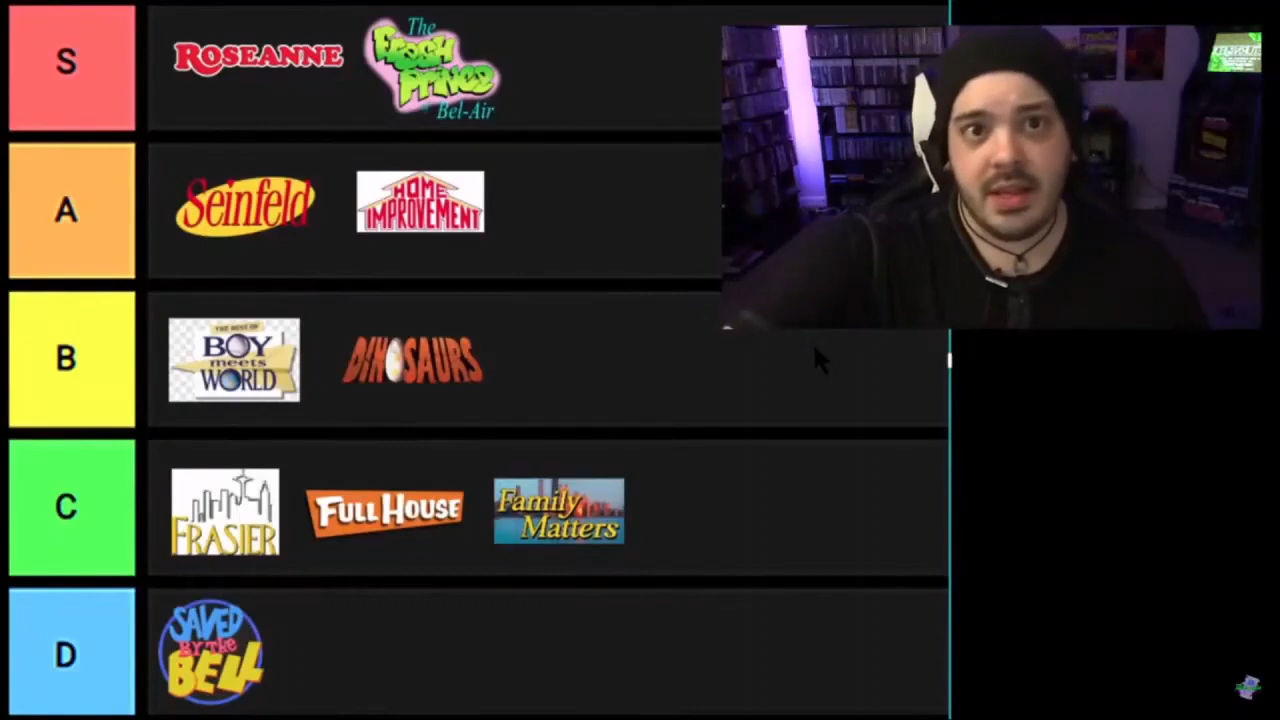 S
ROSEANNE
The
FRESH
PRINCE
Bel-Air
A
Seinfeld
HOME
IMPROVEMENT
B
THE BEST OF
BOY
meets
WORLD
DINOSAURS
C
FRASIER
FULL HOUSE
Family
Matters
D
SAVED
BY THE
BELL